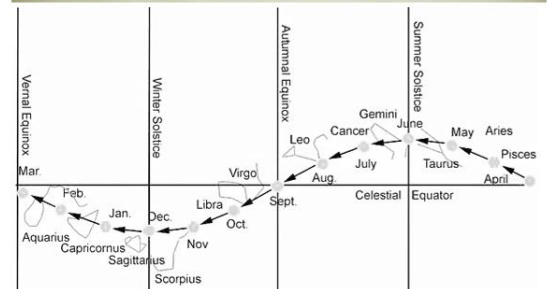 Vernal Equinox
Winter Solstice
Autumnal Equinox
Summer Solstice
Gemini
June
Leo
Cancer
May
Aries
Pisces
July
Taurus
Aug.
April
Virgo
Mar.
Sept.
Celestial Equator
Feb.
Libra
Jan.
Dec.
Oct.
Aquarius
Nov
Capricornus
Sagittarius
Scorpius